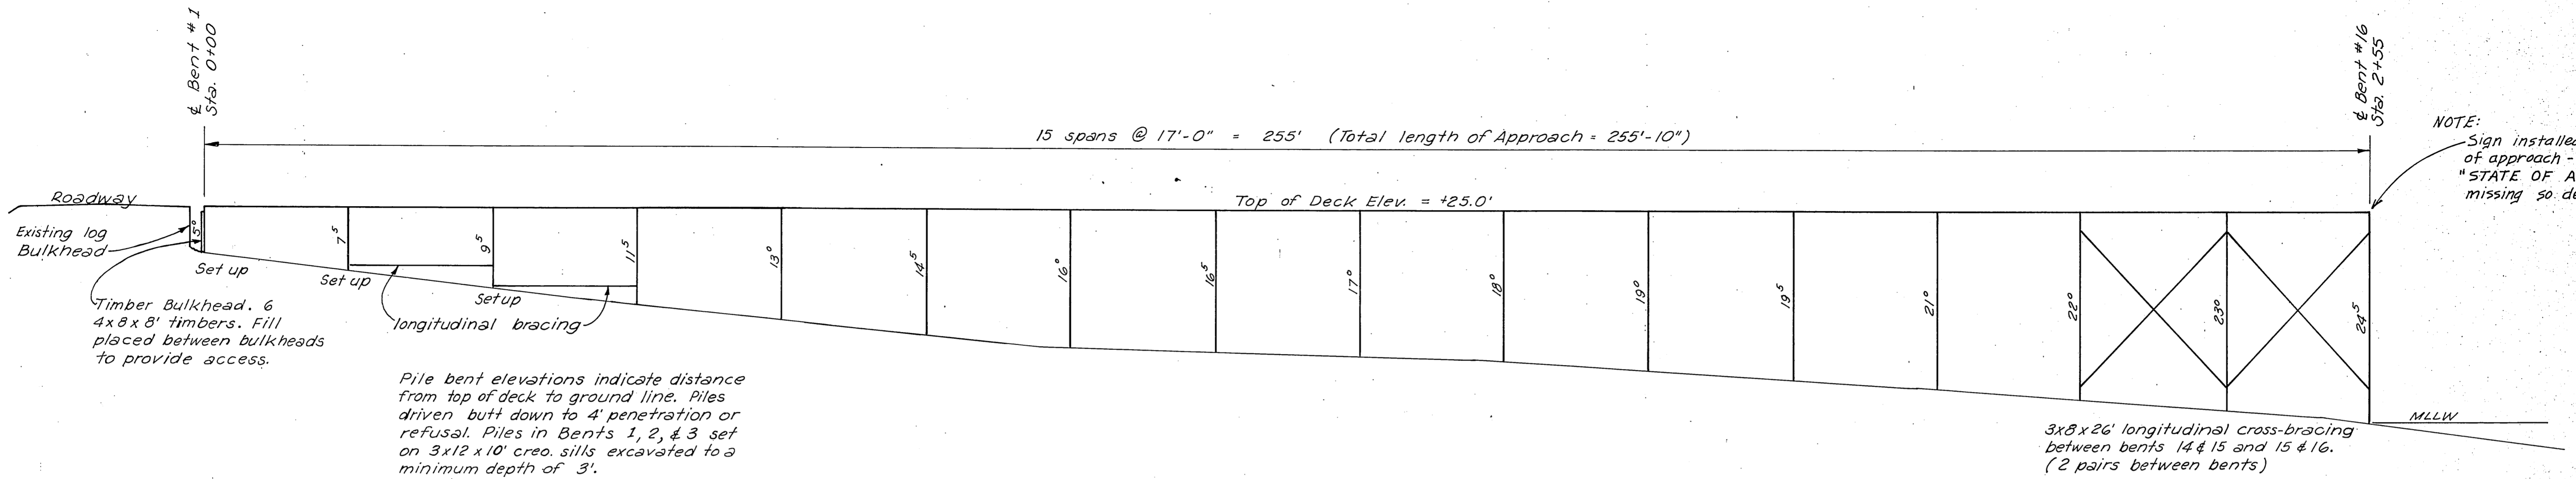 ℄ Bent #1
Sta. 0+00
℄ Bent #16
Sta. 2+55
15 spans @ 17'-0" = 255' (Total length of Approach = 255'-10")
NOTE:
Sign installed
of approach -
"STATE OF A
missing so de
Roadway
Top of Deck Elev. = +25.0'
Existing log
Bulkhead
5⁰
7⁵
9⁵
11⁵
13⁰
14⁵
16⁰
16⁵
17⁰
18⁰
19⁰
19⁵
21⁰
22⁰
23⁰
24⁵
Set up
Set up
Set up
Timber Bulkhead. 6
4x8x8' timbers. Fill
placed between bulkheads
to provide access.
longitudinal bracing
Pile bent elevations indicate distance
from top of deck to ground line. Piles
driven butt down to 4' penetration or
refusal. Piles in Bents 1, 2, & 3 set
on 3x12x10' creo. sills excavated to a
minimum depth of 3'.
MLLW
3x8x26' longitudinal cross-bracing
between bents 14 & 15 and 15 & 16.
(2 pairs between bents)